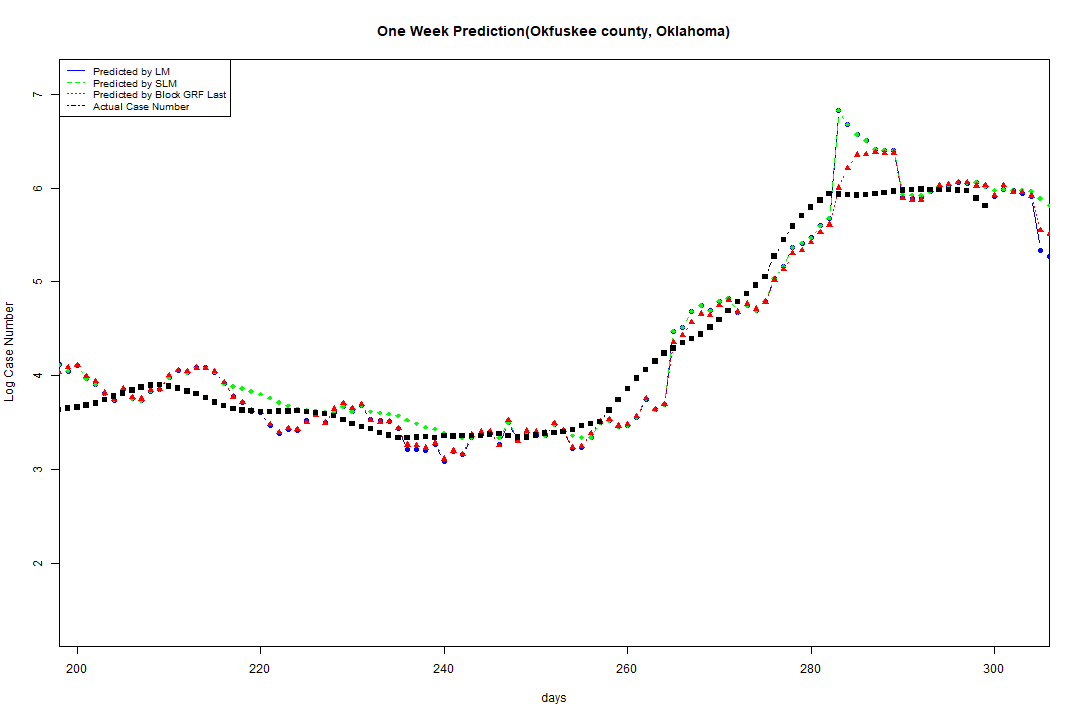 One Week Prediction(Okfuskee county, Oklahoma)
Predicted by LM
Predicted by SLM
Predicted by Block GRF Last
Actual Case Number
7
6
5
4
3
2
Log Case Number
200 220 240 260 280 300
days